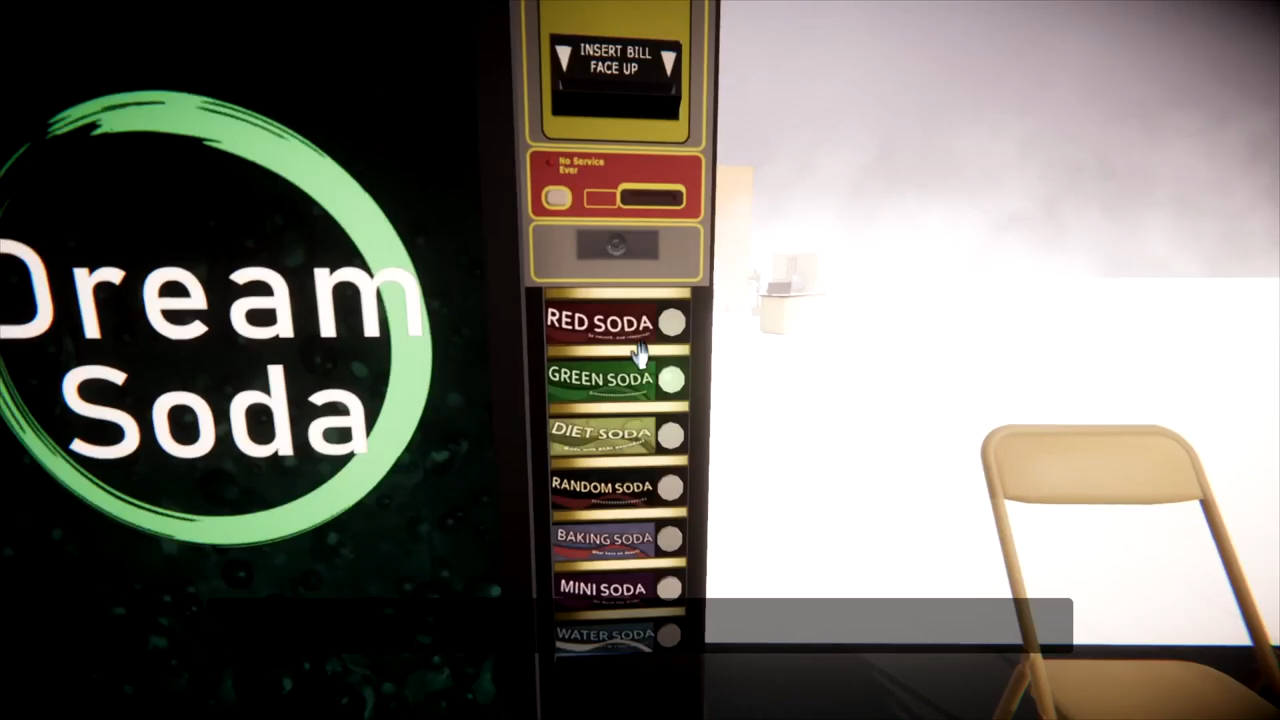 Dream
Soda
INSERT BILL
FACE UP
No Service
Ever
RED SODA
GREEN SODA
DIET SODA
RANDOM SODA
BAKING SODA
MINI SODA
WATER SODA